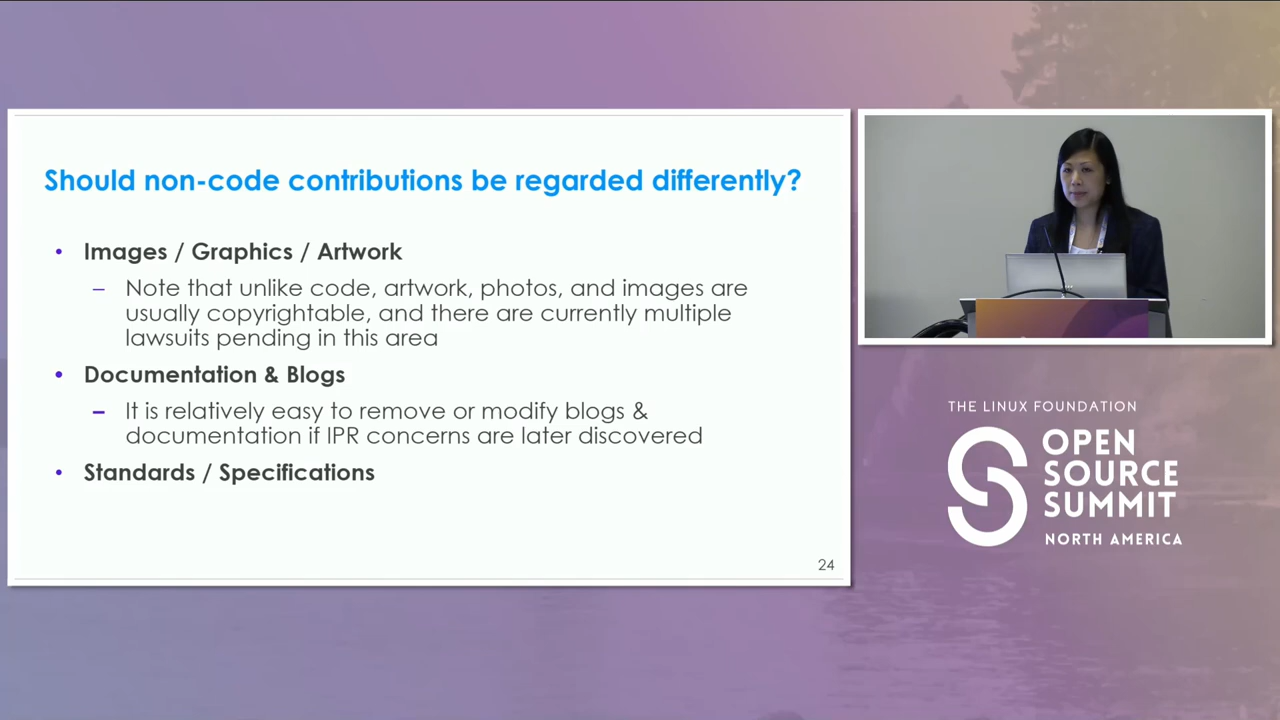 Should non-code contributions be regarded differently?
• Images / Graphics / Artwork
– Note that unlike code, artwork, photos, and images are
usually copyrightable, and there are currently multiple
lawsuits pending in this area
• Documentation & Blogs
– It is relatively easy to remove or modify blogs &
documentation if IPR concerns are later discovered
• Standards / Specifications
24
THE LINUX FOUNDATION
OPEN
SOURCE
SUMMIT
NORTH AMERICA